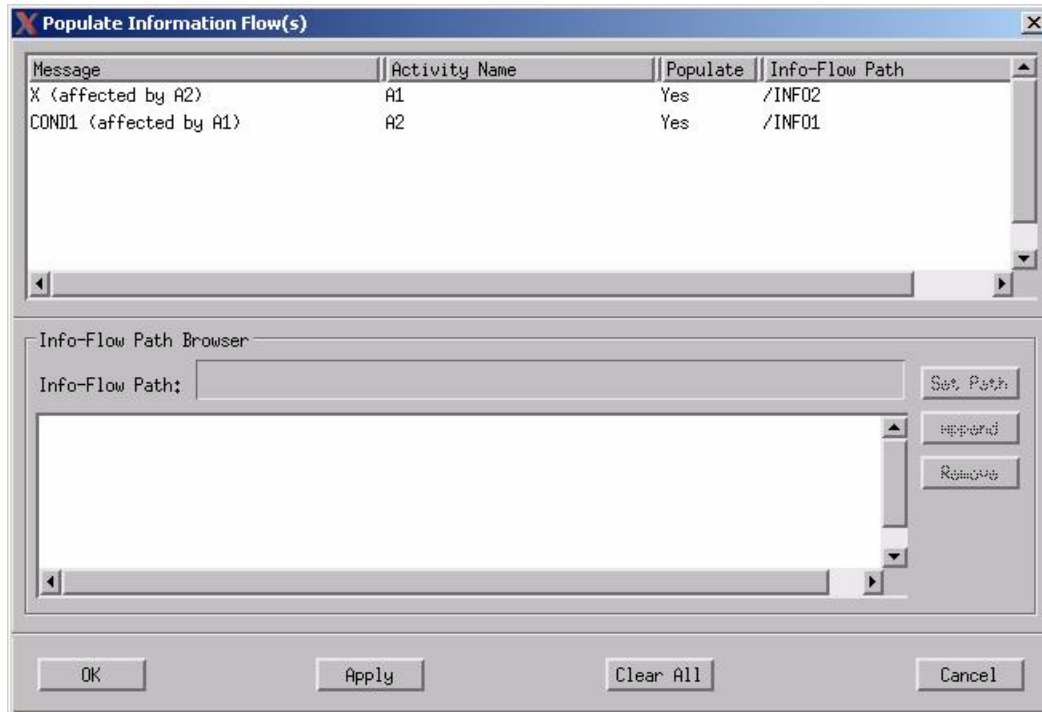 Populate Information Flow(s)
Message Activity Name Populate Info-Flow Path
X (affected by A2) A1 Yes /INFO2
COND1 (affected by A1) A2 Yes /INFO1
Info-Flow Path Browser
Info-Flow Path:
Set Path
Append
Remove
OK Apply Clear All Cancel